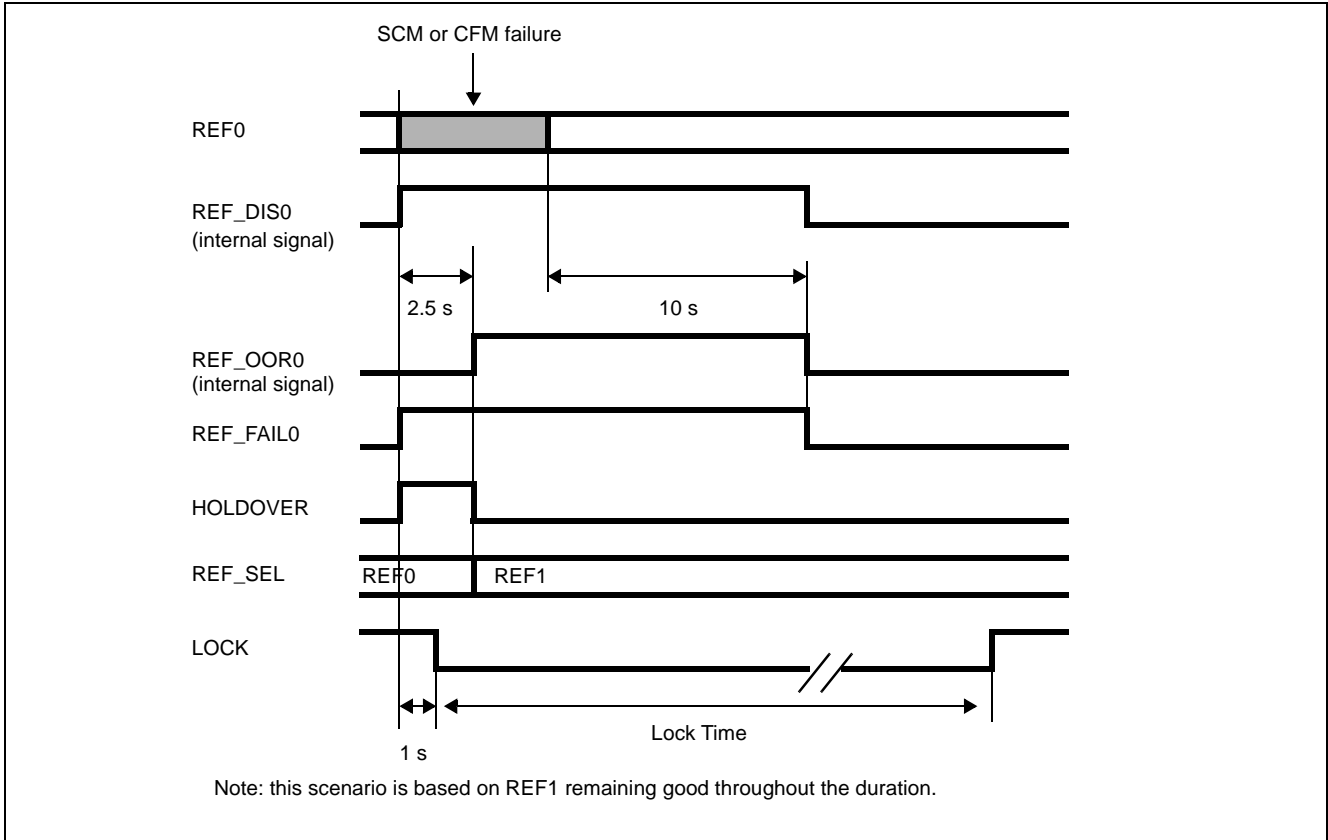 SCM or CFM failure
REF0
REF_DIS0
(internal signal)
2.5 s
10 s
REF_OOR0
(internal signal)
REF_FAIL0
HOLDOVER
REF_SEL
REF0
REF1
LOCK
Lock Time
1 s
Note: this scenario is based on REF1 remaining good throughout the duration.